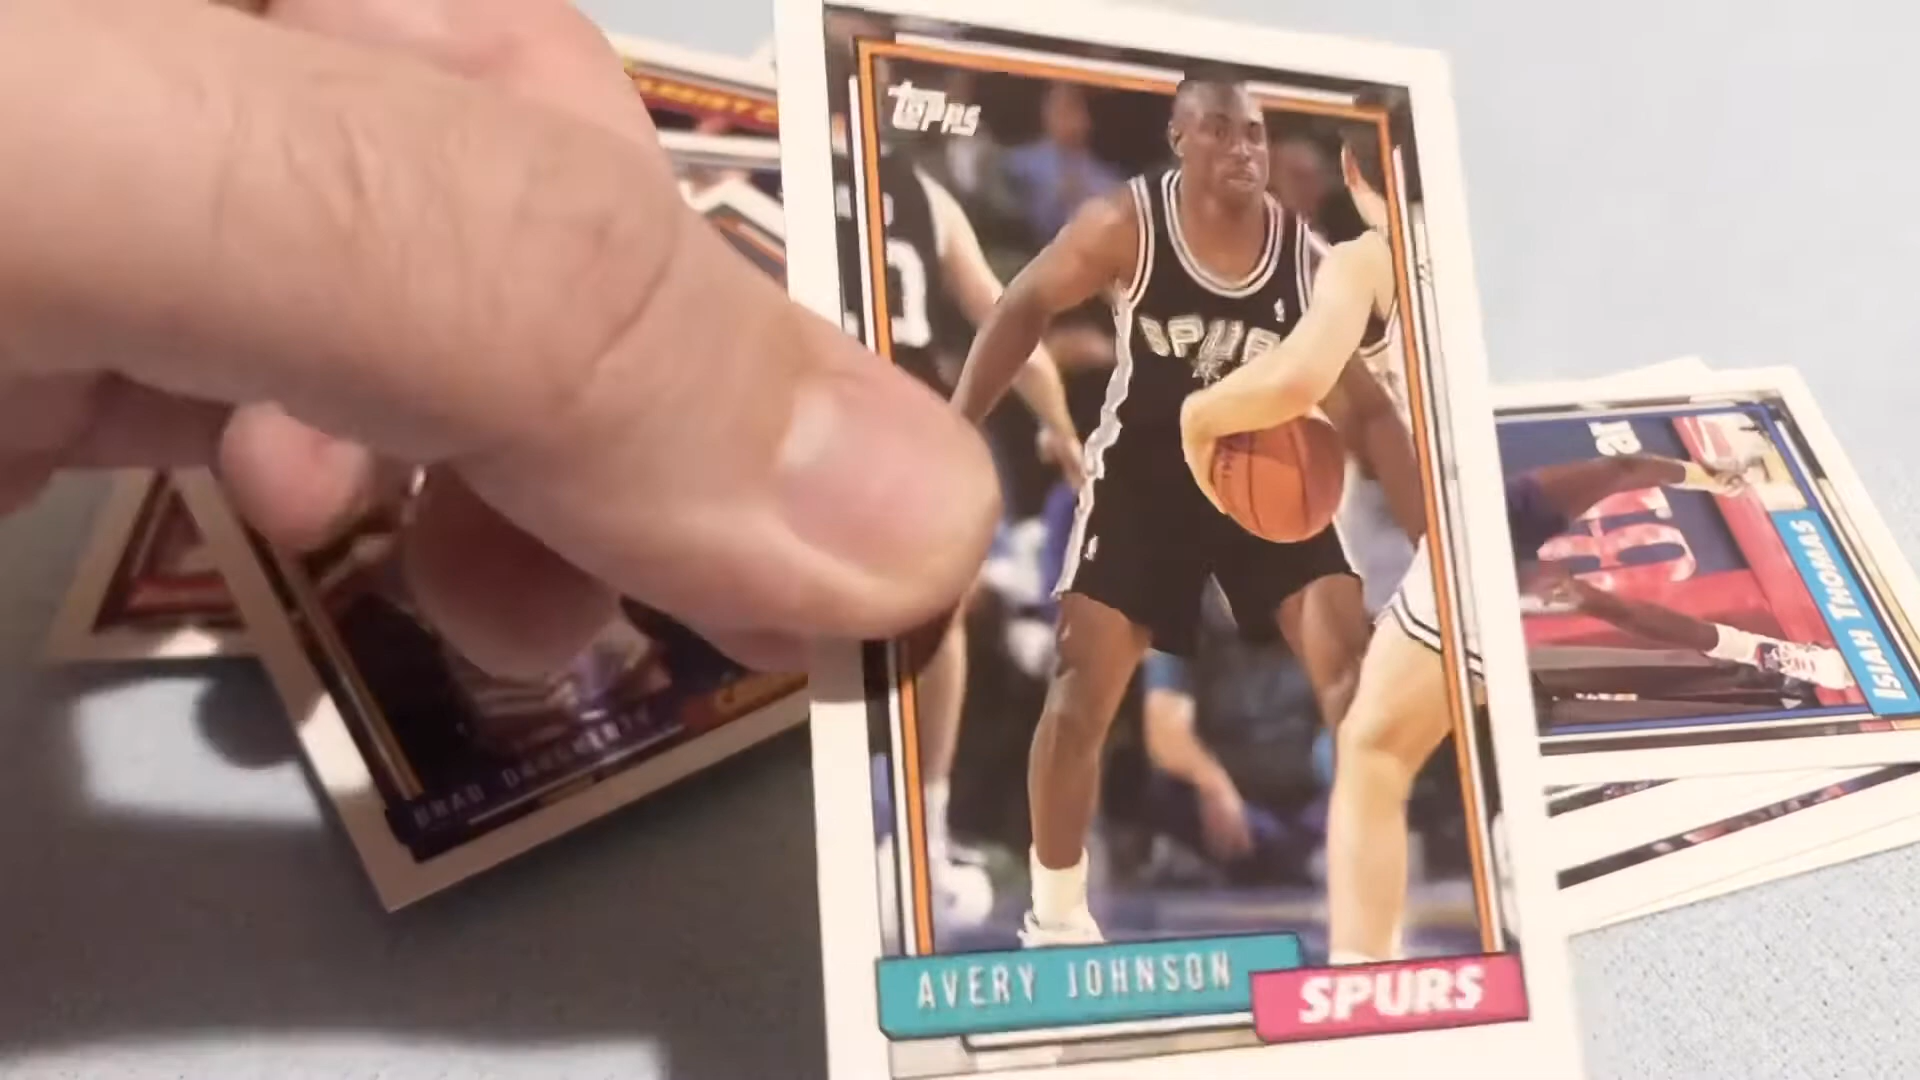 Topps
SPURS
AVERY JOHNSON
SPURS
ISIAH THOMAS
BRAD DAUGHERTY